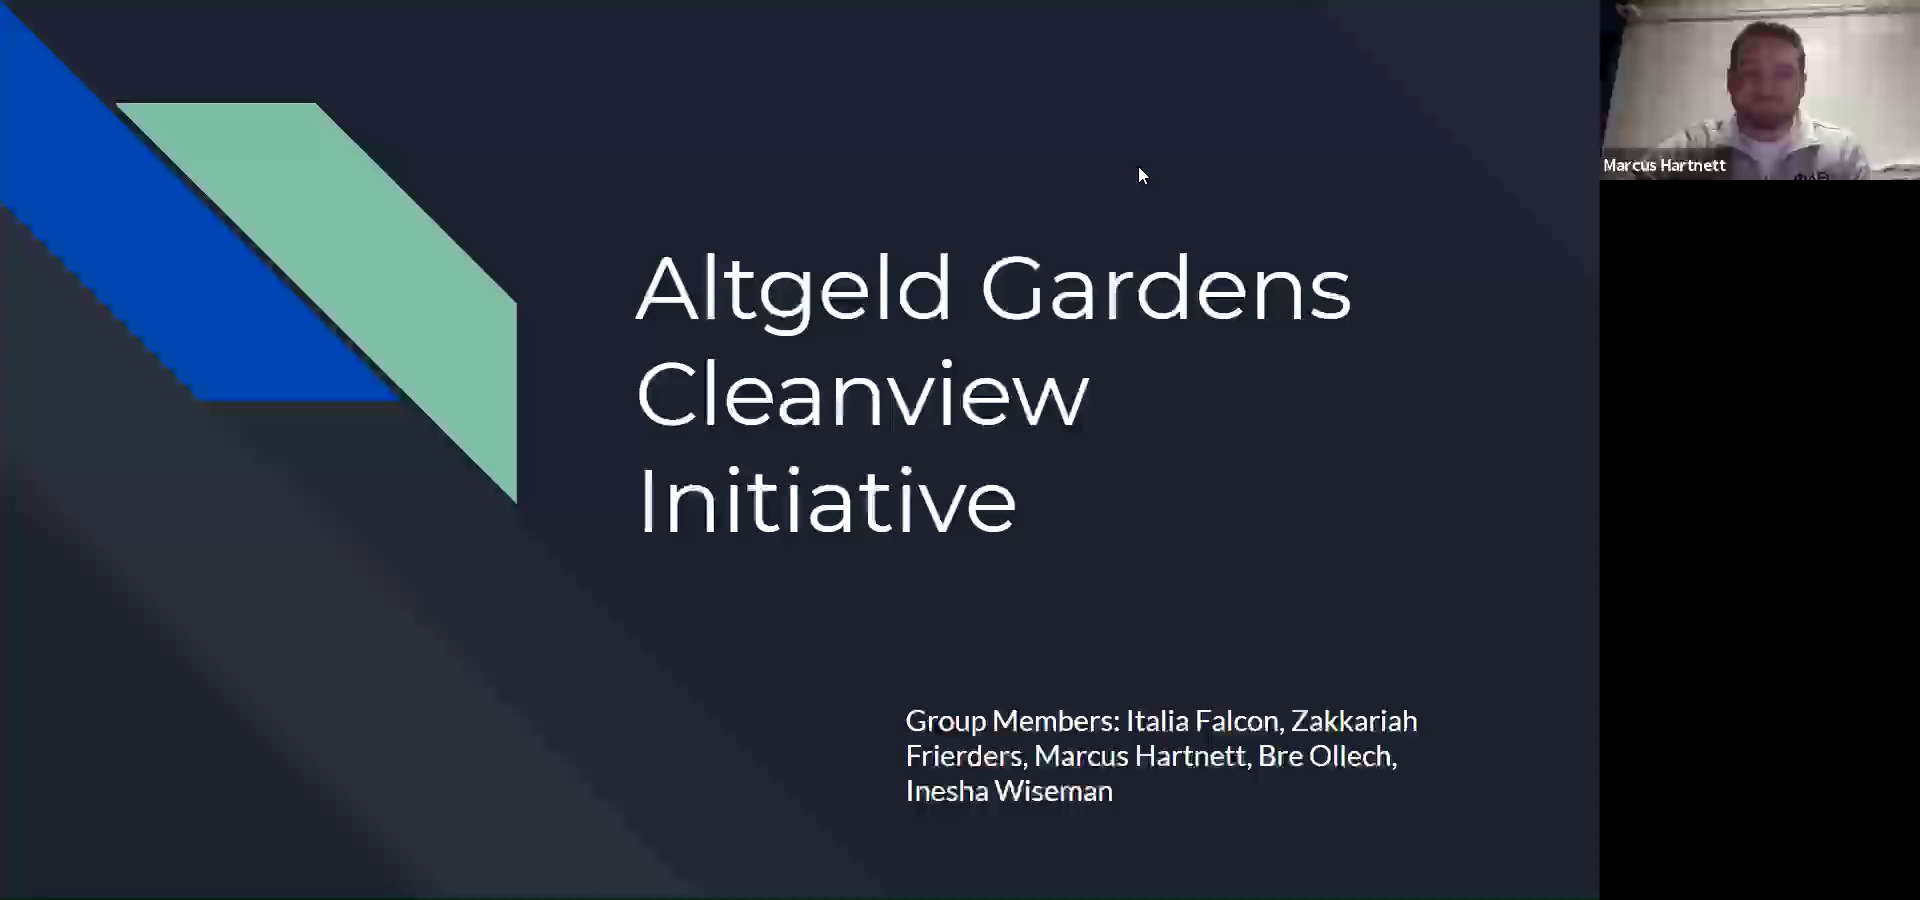 Marcus Hartnett
Altgeld Gardens
Cleanview
Initiative
Group Members: Italia Falcon, Zakkariah
Frierders, Marcus Hartnett, Bre Ollech,
Inesha Wiseman